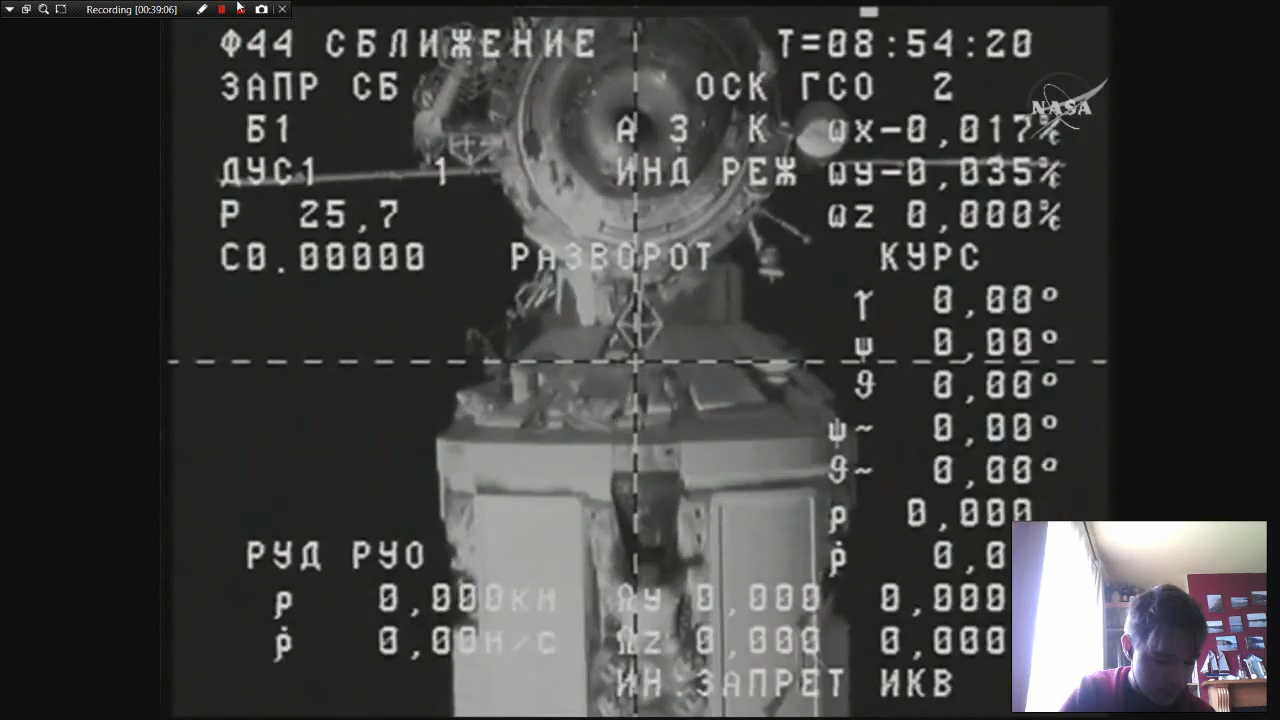 Recording [00:39:06]
Ф44 СБЛИЖЕНИЕ T=08:54:20
ЗАПР СБ ОСК ГСО 2
NASA
Б1 А З К ωX-0,017°/с
ДУС1 1 ИНД РЕЖ ωУ-0,035°/с
Р 25,7 ωZ 0,000°/с
С0.00000 РАЗВОРОТ КУРС
γ 0,00°
ψ 0,00°
ϑ 0,00°
ψ~ 0,00°
ϑ~ 0,00°
ρ 0,000
РУД РУО ρ̇ 0,0
ρ 0,000КМ ΩУ 0,000 0,000
ρ̇ 0,00М/С ΩZ 0,000 0,000
ИН.ЗАПРЕТ ИКВ